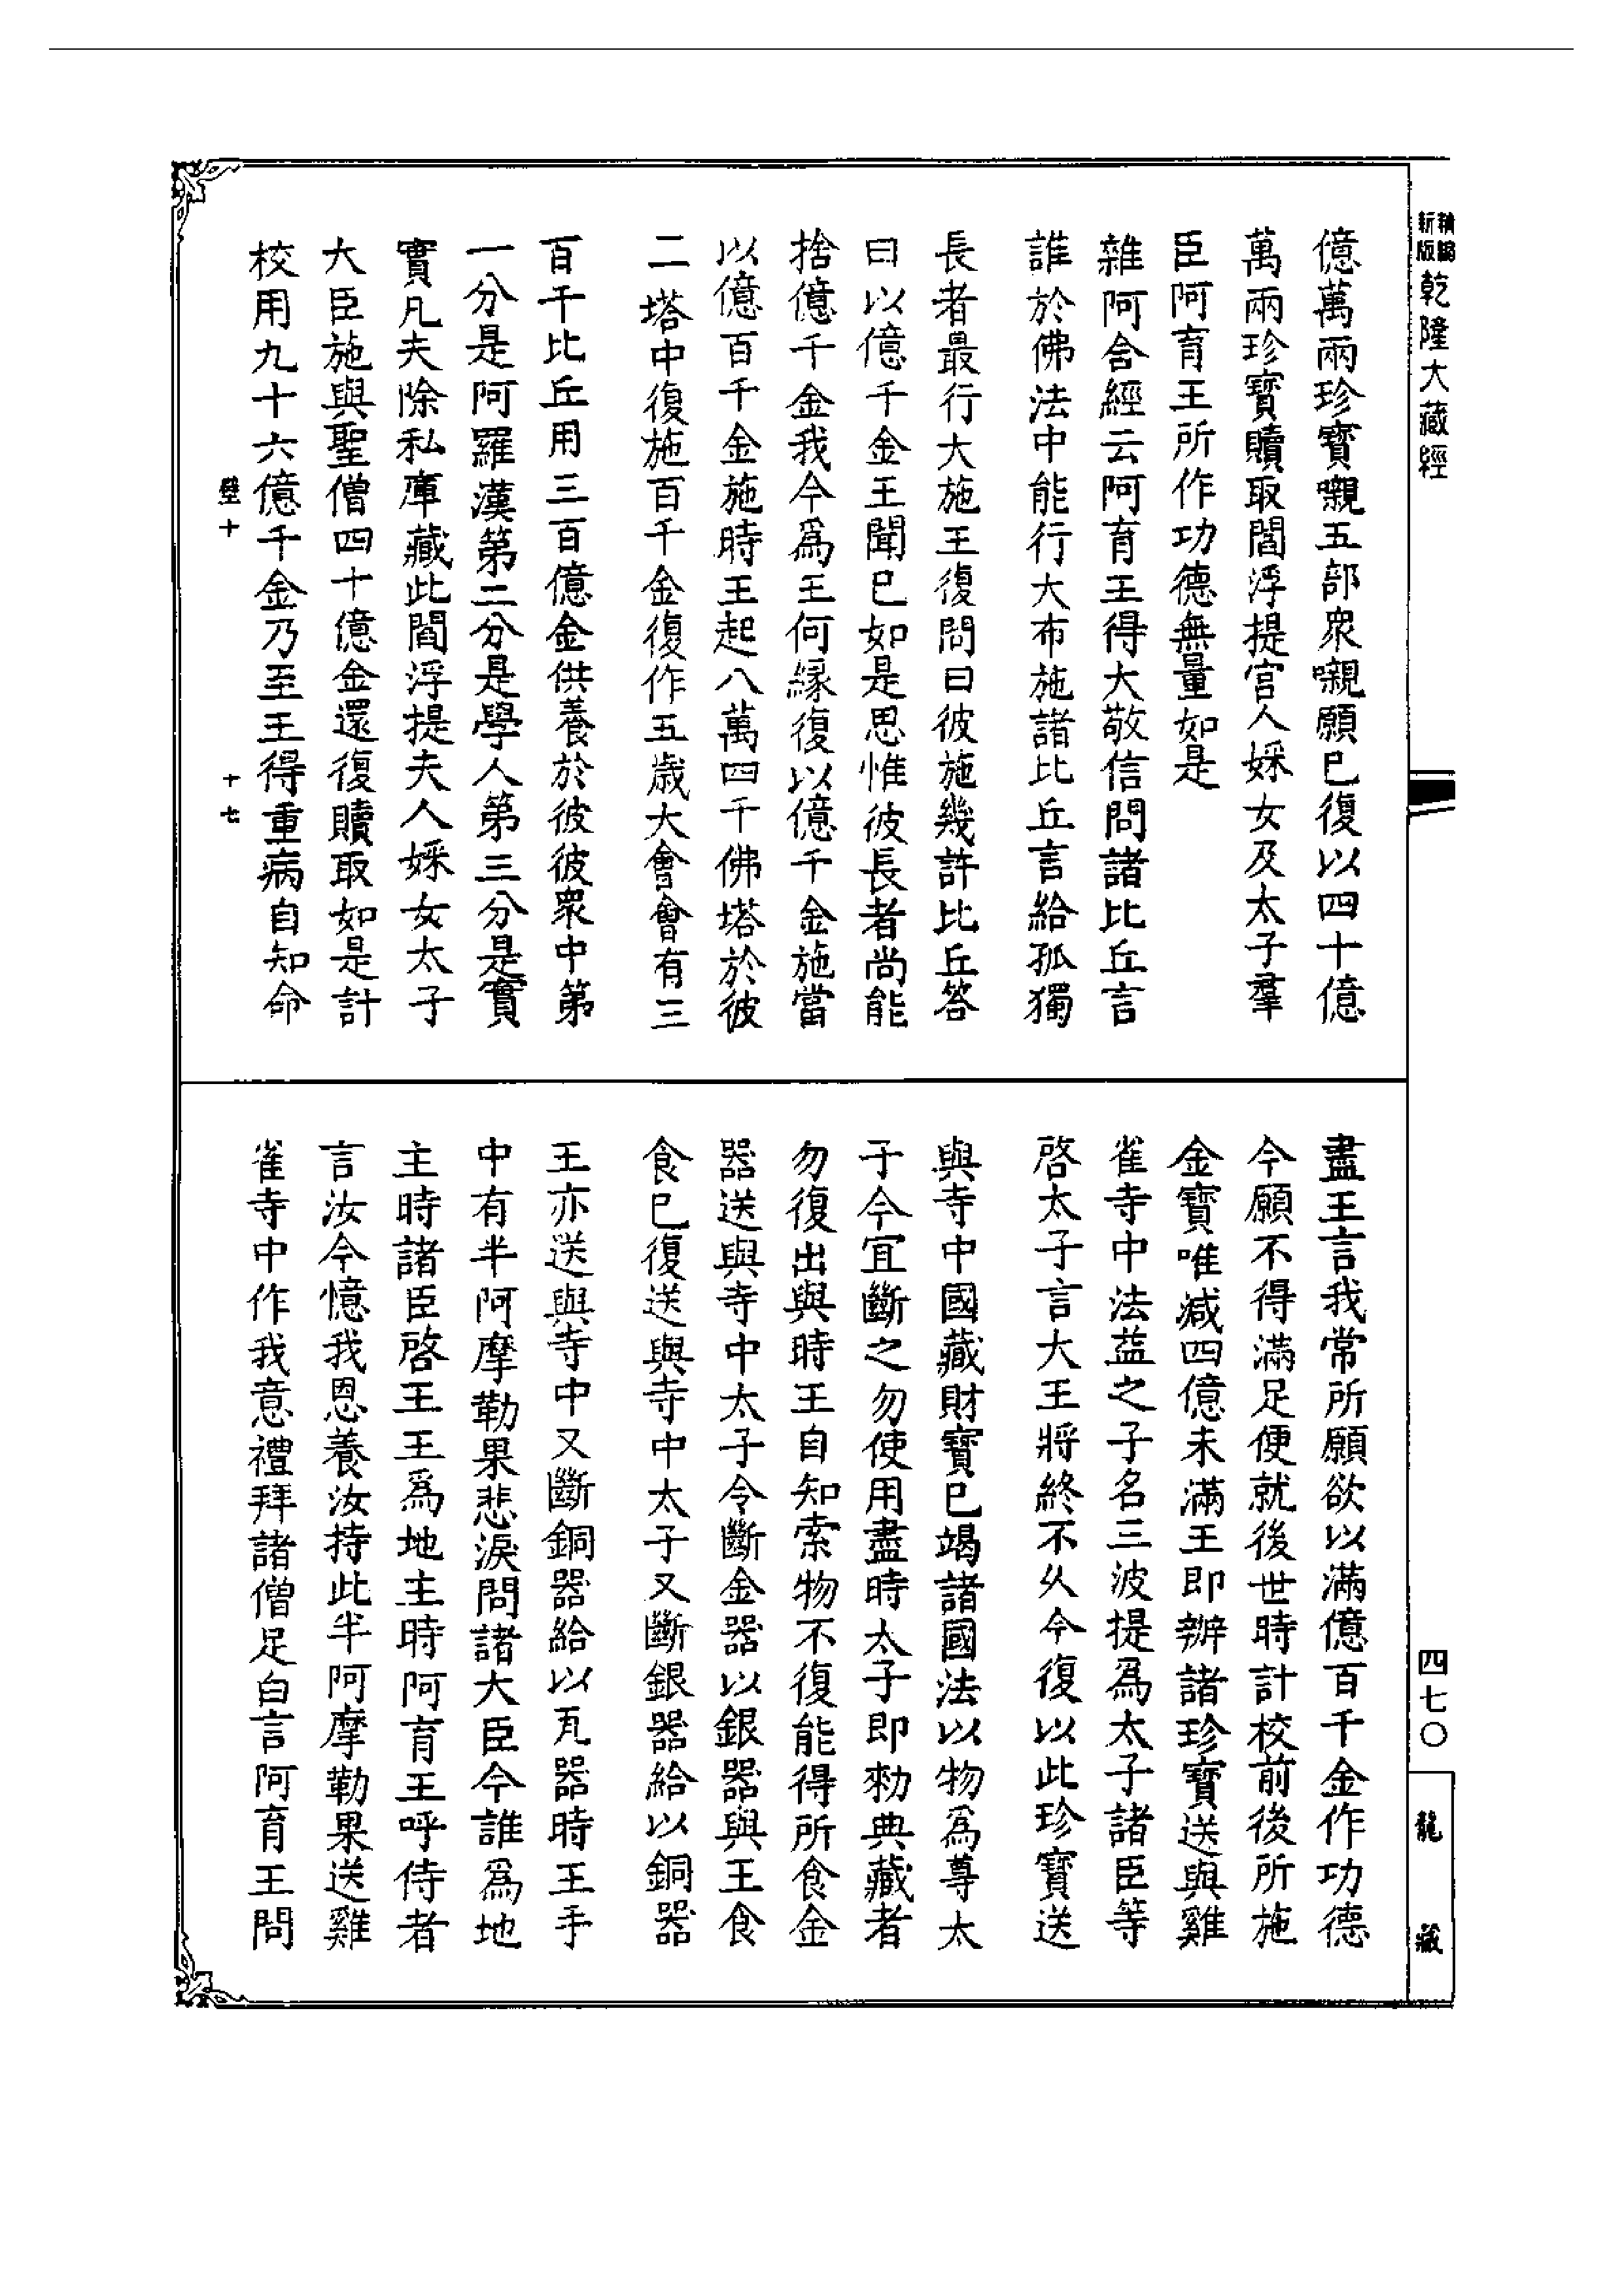 精縮
新版
乾隆大藏經
億萬兩珍寶嚫五部衆嚫願已復以四十億
萬兩珍寶贖取閻浮提宮人婇女及太子羣
臣阿育王所作功德無量如是
雜阿含經云阿育王得大敬信問諸比丘言
誰於佛法中能行大布施諸比丘言給孤獨
長者最行大施王復問曰彼施幾許比丘答
曰以億千金王聞已如是思惟彼長者尚能
捨億千金我今爲王何緣復以億千金施當
以億百千金施時王起八萬四千佛塔於彼
二塔中復施百千金復作五歲大會會有三
百千比丘用三百億金供養於彼彼衆中第
一分是阿羅漢第二分是學人第三分是實
實凡夫除私庫藏此閻浮提夫人婇女太子
大臣施與聖僧四十億金還復贖取如是計
校用九十六億千金乃至王得重病自知命
壁十
十七
盡王言我常所願欲以滿億百千金作功德
今願不得滿足便就後世時計校前後所施
金寶唯減四億未滿王即辦諸珍寶送與雞
雀寺中法益之子名三波提爲太子諸臣等
啓太子言大王將終不久今復以此珍寶送
與寺中國藏財寶已竭諸國法以物爲尊太
子今宜斷之勿使用盡時太子即勑典藏者
勿復出與時王自知索物不復能得所食金
器送與寺中太子令斷金器以銀器與王食
食已復送與寺中太子又斷銀器給以銅器
王亦送與寺中又斷銅器給以瓦器時王手
中有半阿摩勒果悲淚問諸大臣今誰爲地
主時諸臣啓王王爲地主時阿育王呼侍者
言汝今憶我恩養汝持此半阿摩勒果送雞
雀寺中作我意禮拜諸僧足白言阿育王問
四七〇
龍藏